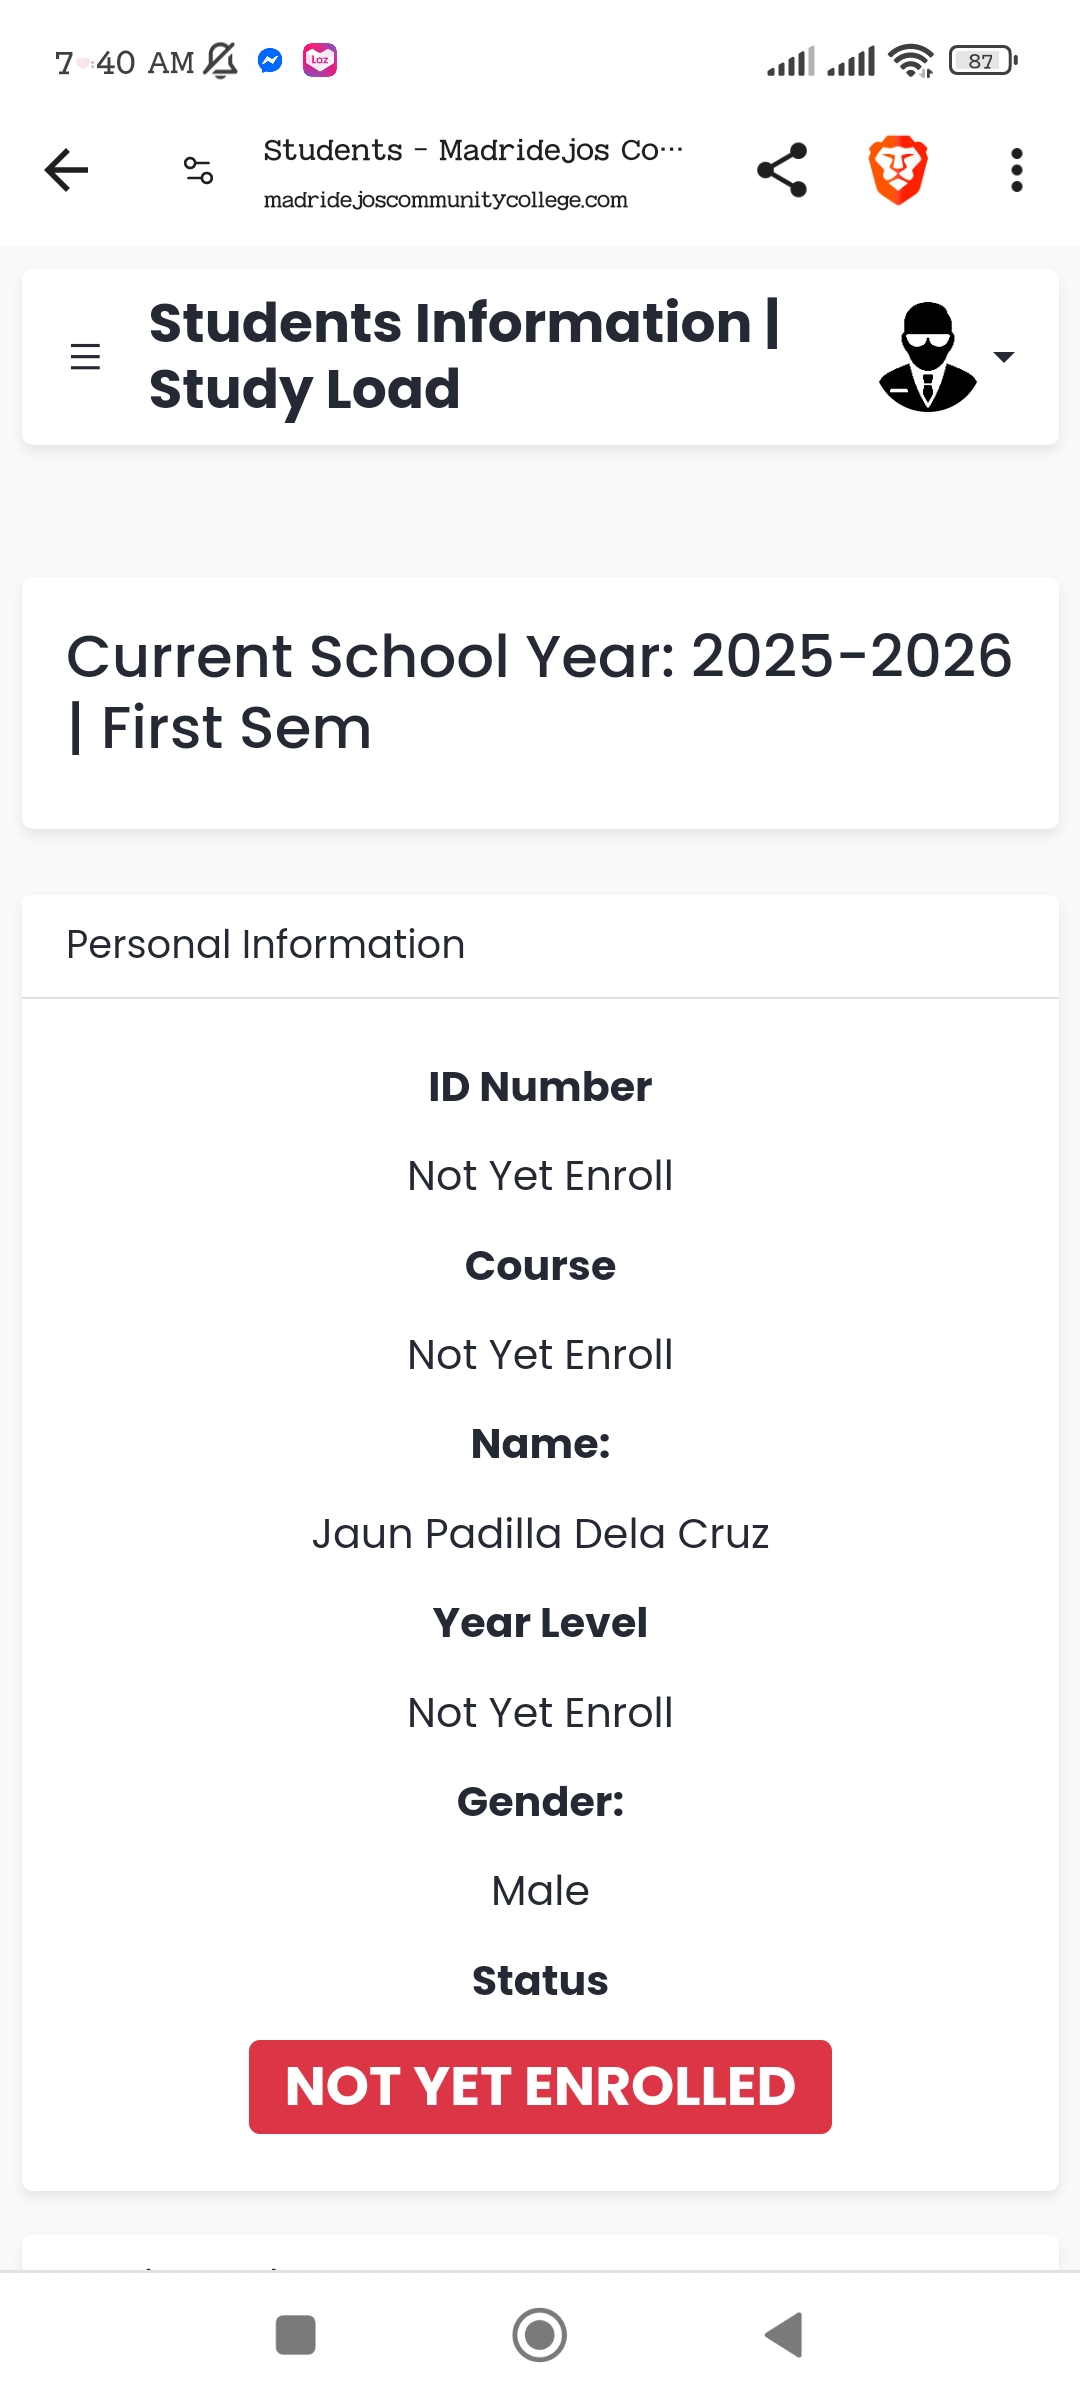 7:40 AM
Laz
87
Students - Madridejos Co...
madridejoscommunitycollege.com
Students Information |
Study Load
Current School Year: 2025-2026
| First Sem
Personal Information
ID Number
Not Yet Enroll
Course
Not Yet Enroll
Name:
Jaun Padilla Dela Cruz
Year Level
Not Yet Enroll
Gender:
Male
Status
NOT YET ENROLLED